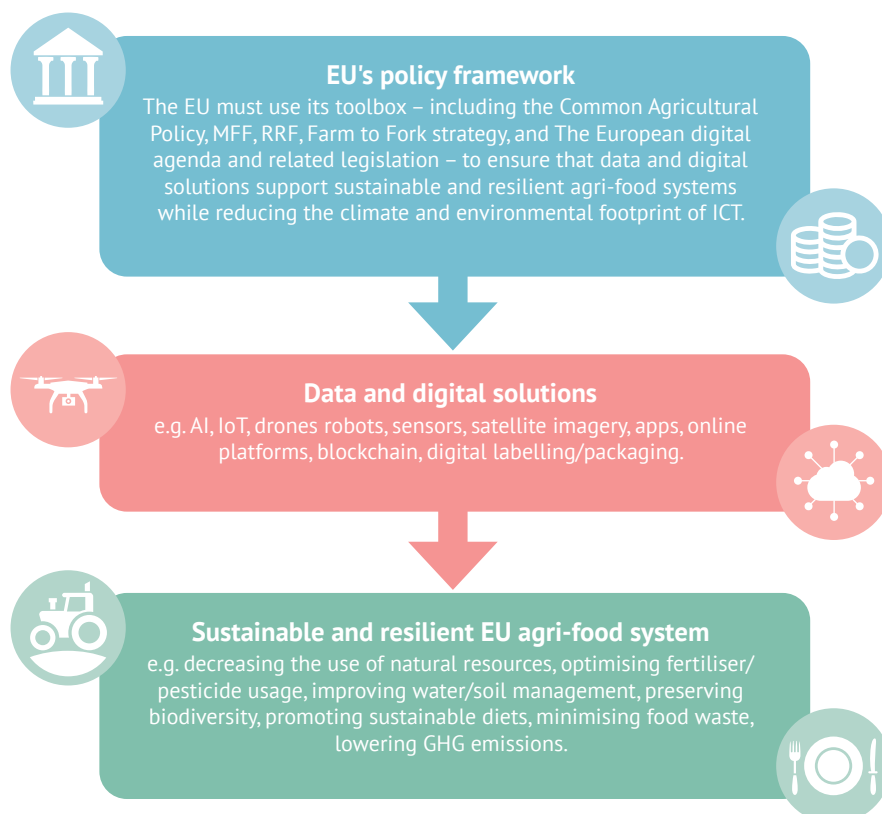 EU's policy framework
The EU must use its toolbox – including the Common Agricultural
Policy, MFF, RRF, Farm to Fork strategy, and The European digital
agenda and related legislation – to ensure that data and digital
solutions support sustainable and resilient agri-food systems
while reducing the climate and environmental footprint of ICT.
Data and digital solutions
e.g. AI, IoT, drones robots, sensors, satellite imagery, apps, online
platforms, blockchain, digital labelling/packaging.
Sustainable and resilient EU agri-food system
e.g. decreasing the use of natural resources, optimising fertiliser/
pesticide usage, improving water/soil management, preserving
biodiversity, promoting sustainable diets, minimising food waste,
lowering GHG emissions.